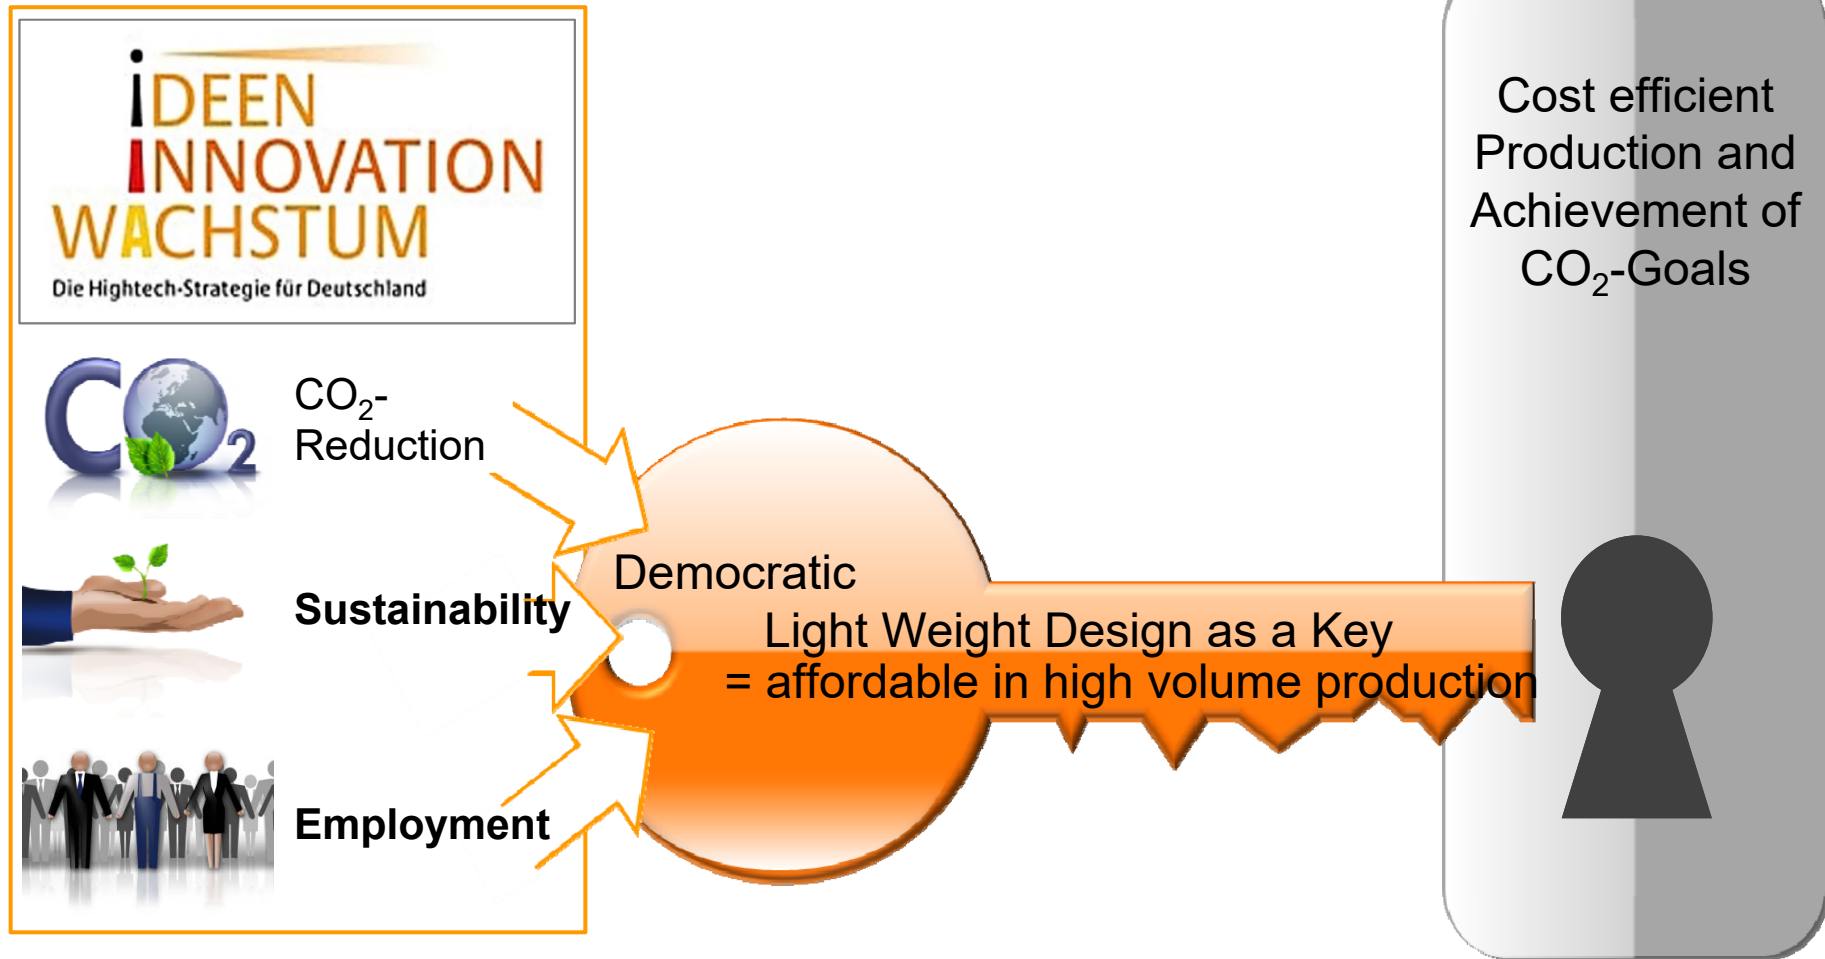 iDEEN
INNOVATION
WACHSTUM
Die Hightech-Strategie für Deutschland
CO₂
CO₂-
Reduction
Sustainability
Employment
Democratic
Light Weight Design as a Key
= affordable in high volume production
Cost efficient
Production and
Achievement of
CO₂-Goals